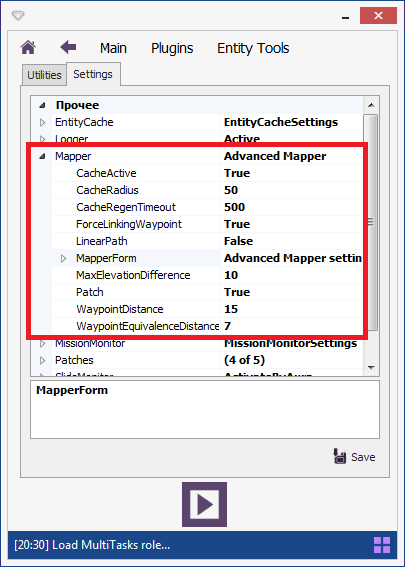 Main Plugins Entity Tools
Utilities Settings
Прочее
EntityCache EntityCacheSettings
Logger Active
Mapper Advanced Mapper
CacheActive True
CacheRadius 50
CacheRegenTimeout 500
ForceLinkingWaypoint True
LinearPath False
MapperForm Advanced Mapper settin
MaxElevationDifference 10
Patch True
WaypointDistance 15
WaypointEquivalenceDistance 7
MissionMonitor MissionMonitorSettings
Patches (4 of 5)
SlideMonitor ActivateByAura
MapperForm
Save
[20:30] Load MultiTasks role...